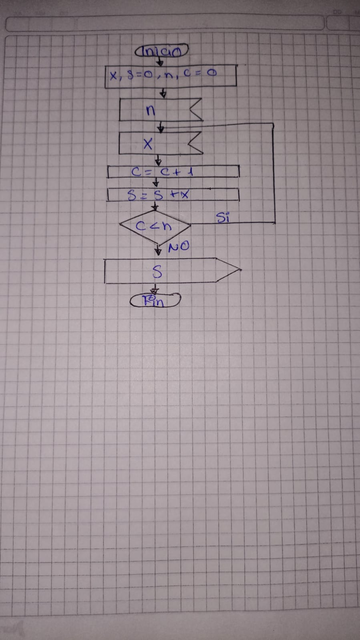 Inicio
x, s=0, n, c=0
n
x
C= C+1
S= S+x
C<n
Si
NO
S
Fin